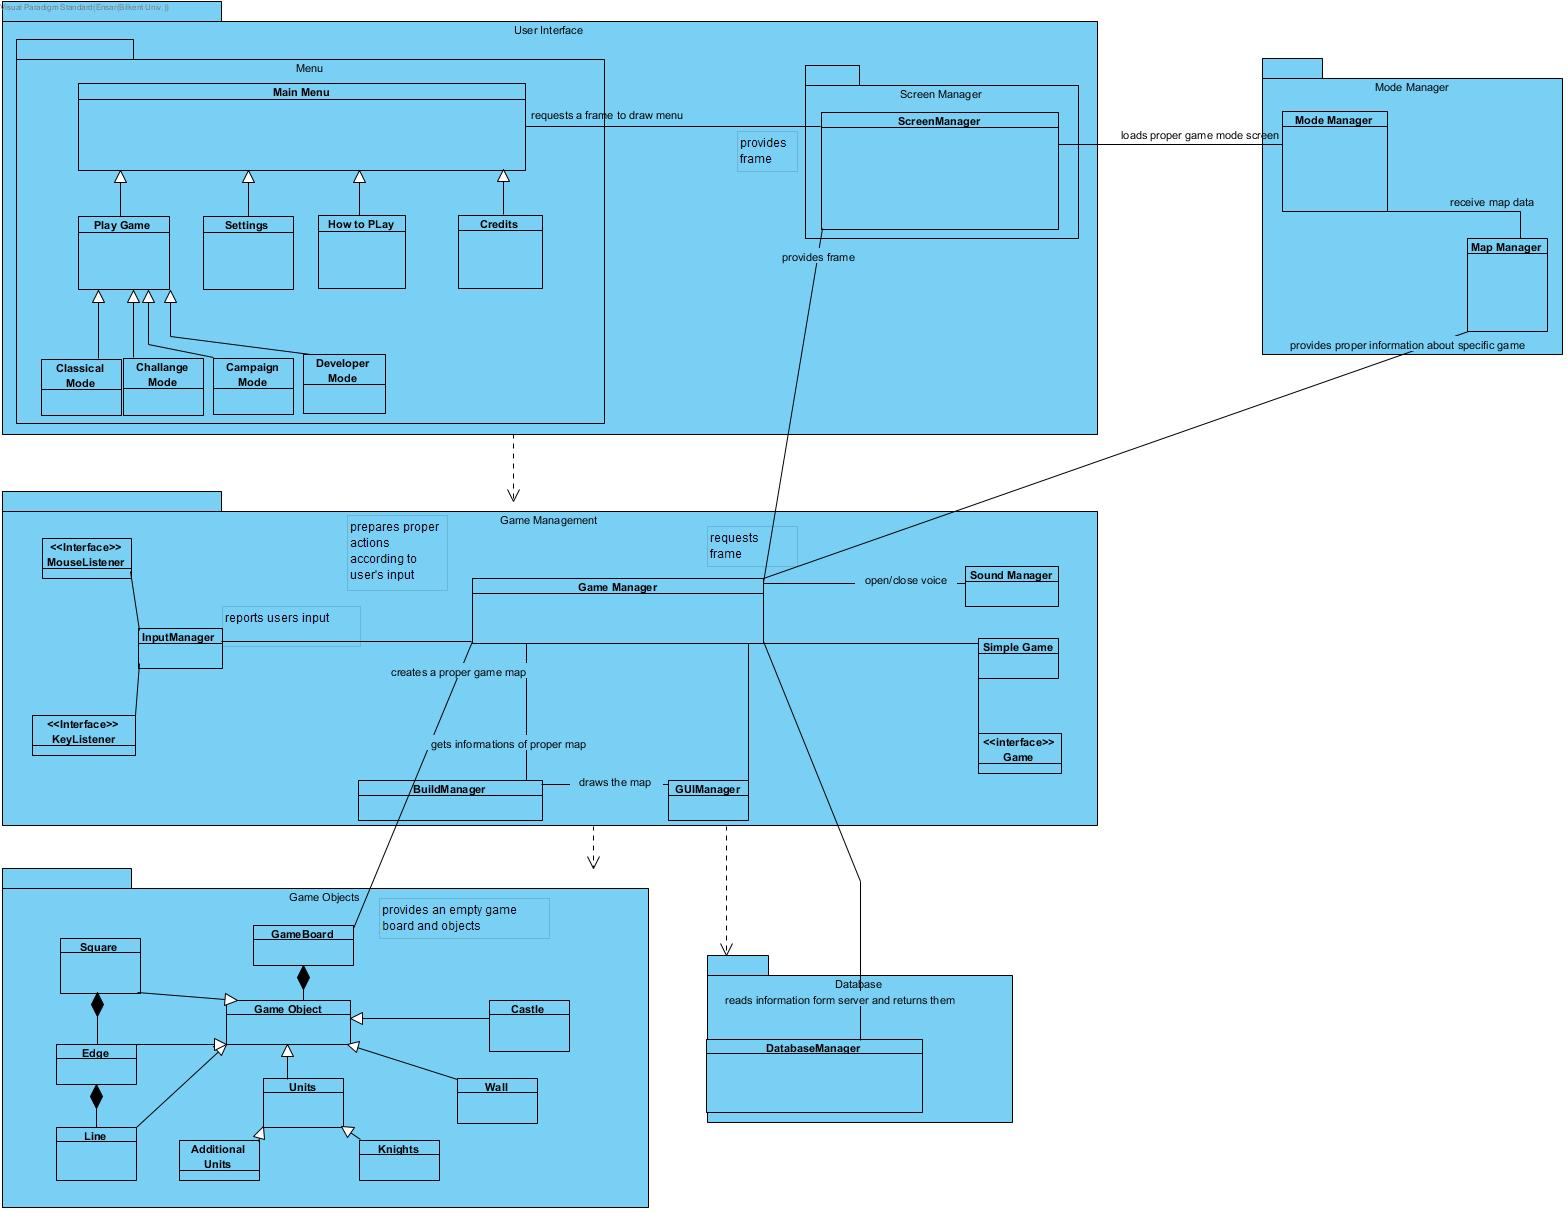 Visual Paradigm Standard(Ensar(Bilkent Univ.))
User Interface
Menu
Main Menu
requests a frame to draw menu
Screen Manager
ScreenManager
provides
frame
loads proper game mode screen
Mode Manager
Mode Manager
receive map data
Map Manager
provides proper information about specific game
Play Game
Settings
How to PLay
Credits
provides frame
Classical
Mode
Challange
Mode
Campaign
Mode
Developer
Mode
Game Management
<<Interface>>
MouseListener
prepares proper
actions
according to
user's input
requests
frame
Game Manager
open/close voice
Sound Manager
reports users input
InputManager
Simple Game
creates a proper game map
<<Interface>>
KeyListener
gets informations of proper map
<<interface>>
Game
BuildManager
draws the map
GUIManager
Game Objects
provides an empty game
board and objects
GameBoard
Square
Game Object
Castle
Edge
Units
Wall
Line
Additional
Units
Knights
Database
reads information form server and returns them
DatabaseManager